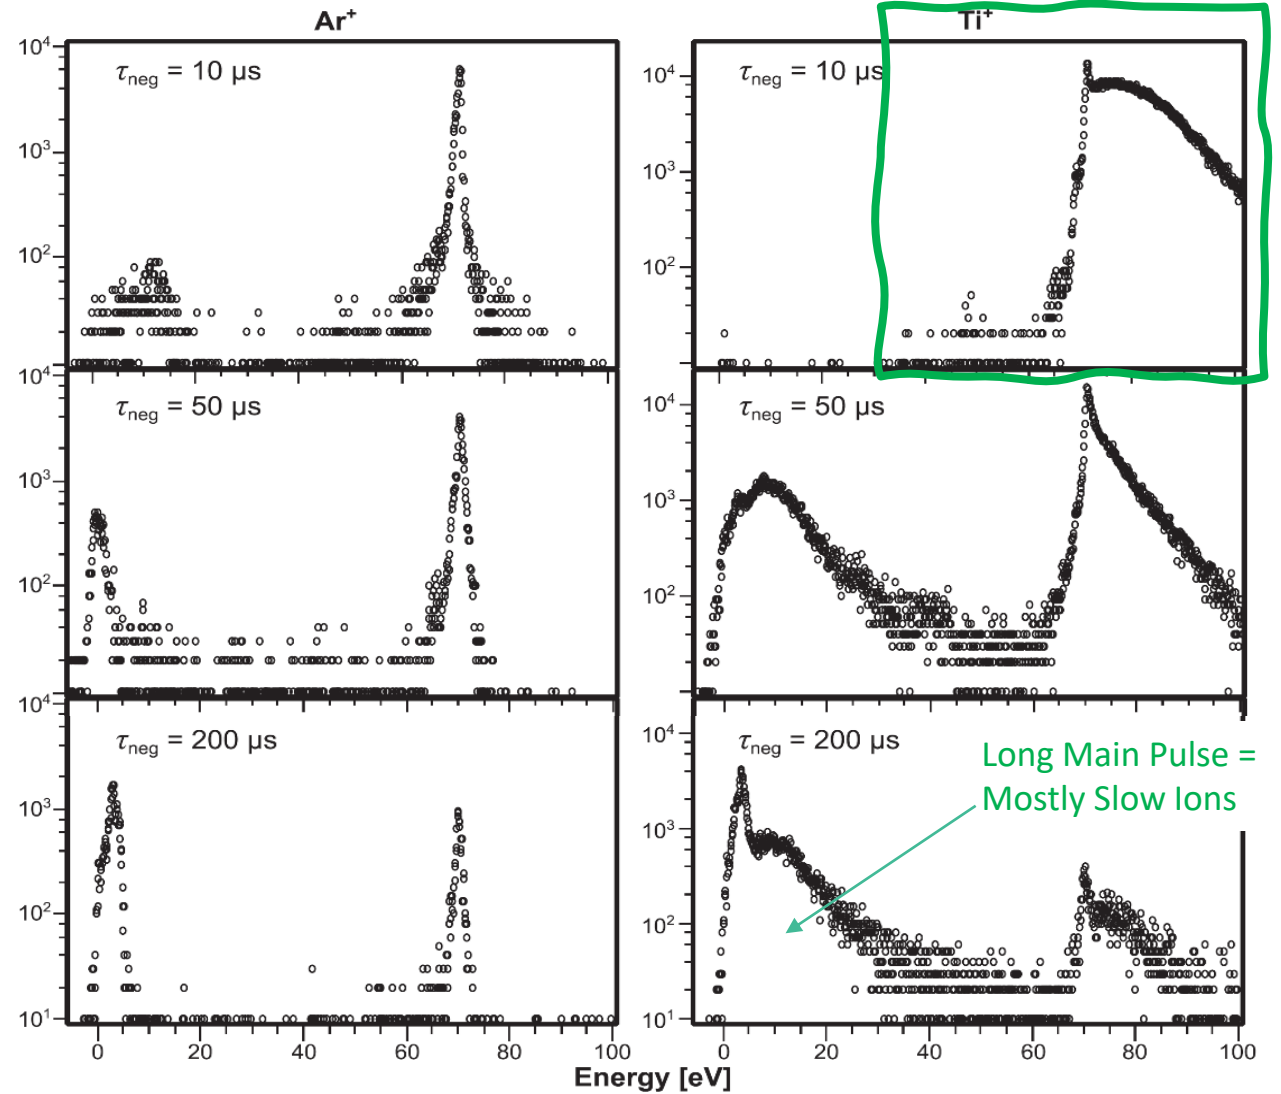 Ar⁺
Ti⁺
10⁴
τneg = 10 µs
10³
10²
τneg = 10 µs
10⁴
10³
10²
10⁴
τneg = 50 µs
10³
10²
τneg = 50 µs
10⁴
10³
10²
10⁴
τneg = 200 µs
10³
10²
10¹
τneg = 200 µs
10⁴
10³
10²
10¹
Long Main Pulse =
Mostly Slow Ions
0 20 40 60 80 100
0 20 40 60 80 100
Energy [eV]